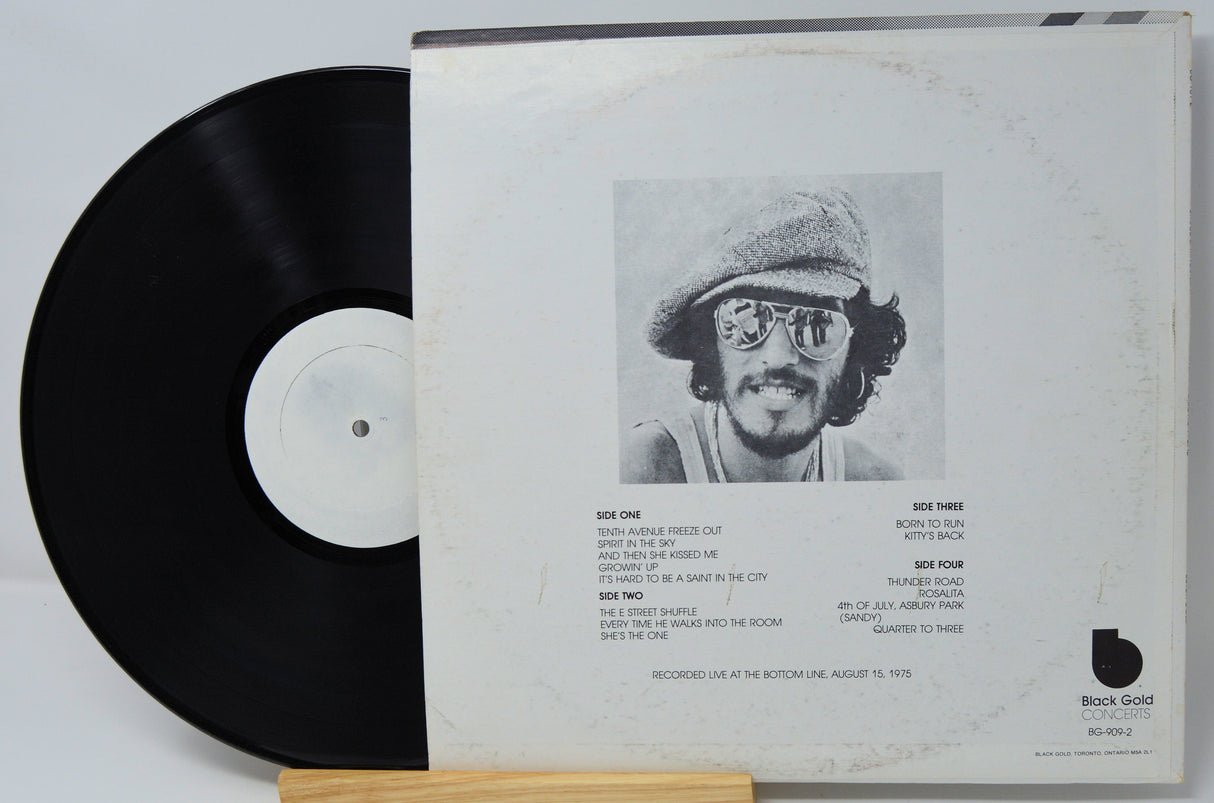 SIDE ONE
TENTH AVENUE FREEZE OUT
SPIRIT IN THE SKY
AND THEN SHE KISSED ME
GROWIN' UP
IT'S HARD TO BE A SAINT IN THE CITY
SIDE TWO
THE E STREET SHUFFLE
EVERY TIME HE WALKS INTO THE ROOM
SHE'S THE ONE
SIDE THREE
BORN TO RUN
KITTY'S BACK
SIDE FOUR
THUNDER ROAD
ROSALITA
4th OF JULY, ASBURY PARK
(SANDY)
QUARTER TO THREE
RECORDED LIVE AT THE BOTTOM LINE, AUGUST 15, 1975
b
Black Gold
CONCERTS
BG-909-2
BLACK GOLD, TORONTO, ONTARIO M5A 2L1
3